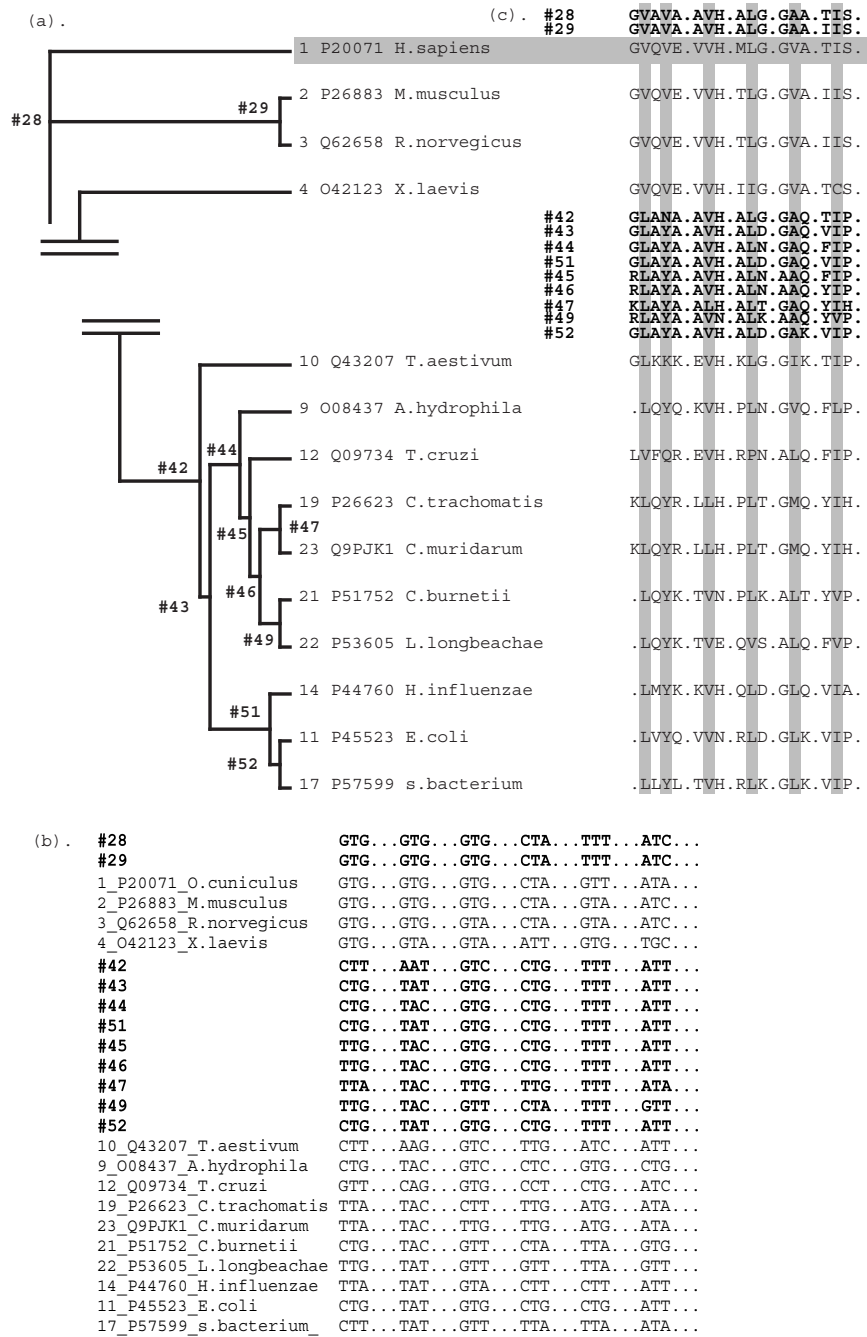 (a).
(c). #28 GVAVA.AVH.ALG.GAA.TIS.
#29 GVAVA.AVH.ALG.GAA.IIS.
1 P20071 H.sapiens GVQVE.VVH.MLG.GVA.TIS.
#29 2 P26883 M.musculus GVQVE.VVH.TLG.GVA.IIS.
#28
3 Q62658 R.norvegicus GVQVE.VVH.TLG.GVA.IIS.
4 O42123 X.laevis GVQVE.VVH.IIG.GVA.TCS.
#42 GLANA.AVH.ALG.GAQ.TIP.
#43 GLAYA.AVH.ALD.GAQ.VIP.
#44 GLAYA.AVH.ALN.GAQ.FIP.
#51 GLAYA.AVH.ALD.GAQ.VIP.
#45 RLAYA.AVH.ALN.AAQ.FIP.
#46 RLAYA.AVH.ALN.AAQ.YIP.
#47 KLAYA.ALH.ALT.GAQ.YIH.
#49 RLAYA.AVN.ALK.AAQ.YVP.
#52 GLAYA.AVH.ALD.GAK.VIP.
10 Q43207 T.aestivum GLKKK.EVH.KLG.GIK.TIP.
9 O08437 A.hydrophila .LQYQ.KVH.PLN.GVQ.FLP.
#44
#42 12 Q09734 T.cruzi LVFQR.EVH.RPN.ALQ.FIP.
19 P26623 C.trachomatis KLQYR.LLH.PLT.GMQ.YIH.
#47
#45
23 Q9PJK1 C.muridarum KLQYR.LLH.PLT.GMQ.YIH.
#46
21 P51752 C.burnetii .LQYK.TVN.PLK.ALT.YVP.
#43
#49 22 P53605 L.longbeachae .LQYK.TVE.QVS.ALQ.FVP.
14 P44760 H.influenzae .LMYK.KVH.QLD.GLQ.VIA.
#51
11 P45523 E.coli .LVYQ.VVN.RLD.GLK.VIP.
#52
17 P57599 s.bacterium .LLYL.TVH.RLK.GLK.VIP.
(b). #28 GTG...GTG...GTG...CTA...TTT...ATC...
#29 GTG...GTG...GTG...CTA...TTT...ATC...
1_P20071_O.cuniculus GTG...GTG...GTG...CTA...GTT...ATA...
2_P26883_M.musculus GTG...GTG...GTG...CTA...GTA...ATC...
3_Q62658_R.norvegicus GTG...GTG...GTA...CTA...GTA...ATC...
4_O42123_X.laevis GTG...GTA...GTA...ATT...GTG...TGC...
#42 CTT...AAT...GTC...CTG...TTT...ATT...
#43 CTG...TAT...GTG...CTG...TTT...ATT...
#44 CTG...TAC...GTG...CTG...TTT...ATT...
#51 CTG...TAT...GTG...CTG...TTT...ATT...
#45 TTG...TAC...GTG...CTG...TTT...ATT...
#46 TTG...TAC...GTG...CTG...TTT...ATT...
#47 TTA...TAC...TTG...TTG...TTT...ATA...
#49 TTG...TAC...GTT...CTA...TTT...GTT...
#52 CTG...TAT...GTG...CTG...TTT...ATT...
10_Q43207_T.aestivum CTT...AAG...GTC...TTG...ATC...ATT...
9_O08437_A.hydrophila CTG...TAC...GTC...CTC...GTG...CTG...
12_Q09734_T.cruzi GTT...CAG...GTG...CCT...CTG...ATC...
19_P26623_C.trachomatis TTA...TAC...CTT...TTG...ATG...ATA...
23_Q9PJK1_C.muridarum TTA...TAC...TTG...TTG...ATG...ATA...
21_P51752_C.burnetii CTG...TAC...GTT...CTA...TTA...GTG...
22_P53605_L.longbeachae TTG...TAT...GTT...GTT...TTA...GTT...
14_P44760_H.influenzae TTA...TAT...GTA...CTT...CTT...ATT...
11_P45523_E.coli CTG...TAT...GTG...CTG...CTG...ATT...
17_P57599_s.bacterium_ CTT...TAT...GTT...TTA...TTA...ATA...